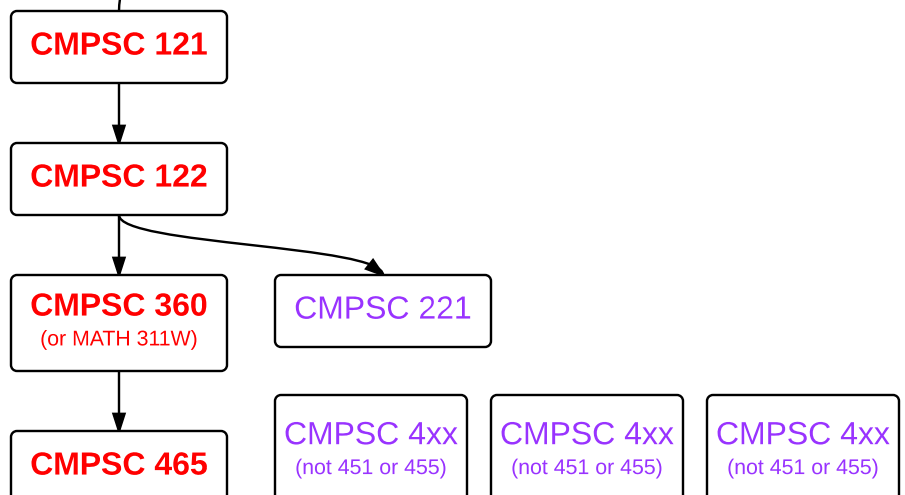 CMPSC 121
CMPSC 122
CMPSC 360
(or MATH 311W)
CMPSC 221
CMPSC 465
CMPSC 4xx
(not 451 or 455)
CMPSC 4xx
(not 451 or 455)
CMPSC 4xx
(not 451 or 455)